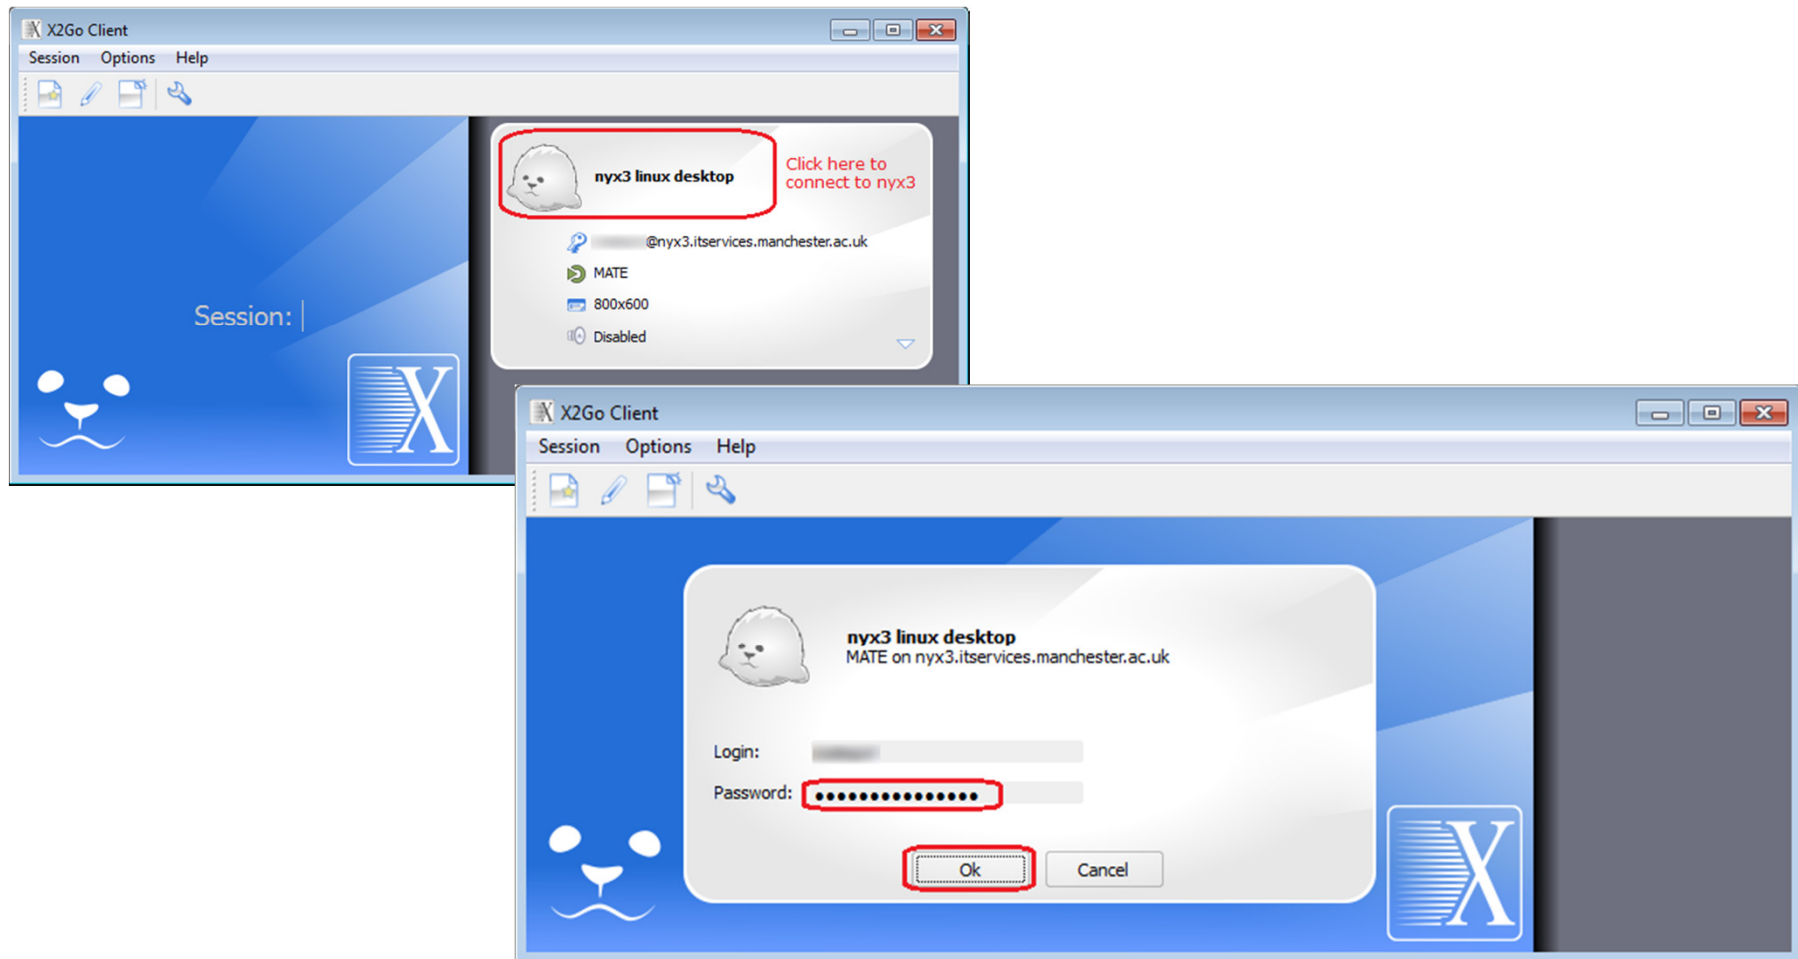 X2Go Client
Session Options Help
nyx3 linux desktop
Click here to
connect to nyx3
@nyx3.itservices.manchester.ac.uk
MATE
800x600
Disabled
Session:
X
X2Go Client
Session Options Help
nyx3 linux desktop
MATE on nyx3.itservices.manchester.ac.uk
Login:
Password: ●●●●●●●●●●●●●●●
Ok Cancel
X